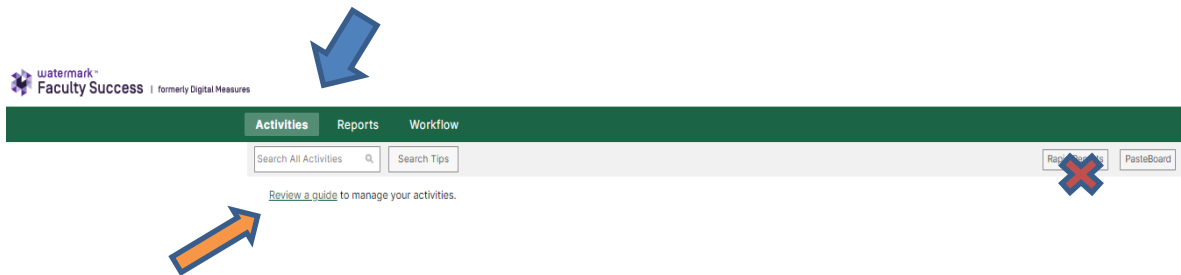 watermark™
Faculty Success | formerly Digital Measures
Activities Reports Workflow
Search All Activities Search Tips PasteBoard
Review a guide to manage your activities.